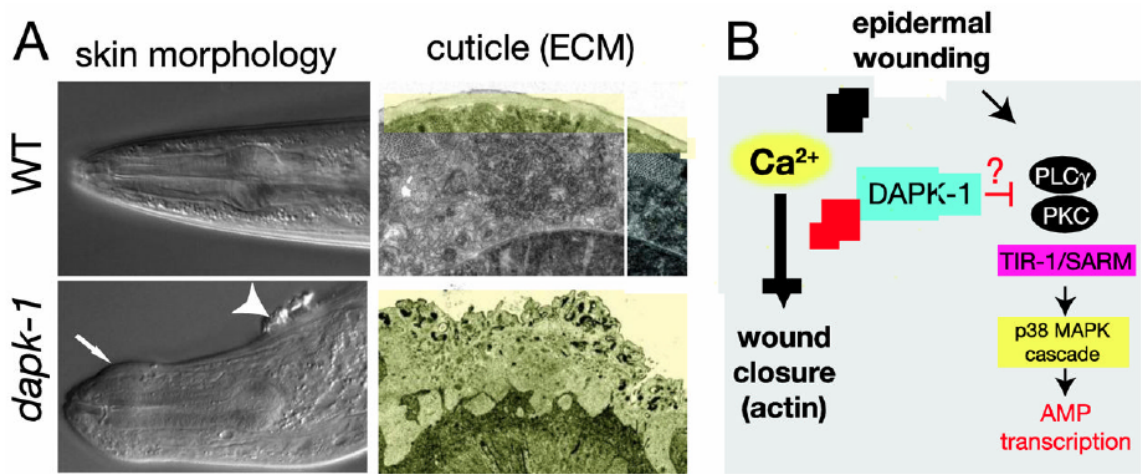 A
skin morphology
cuticle (ECM)
WT
dapk-1
B
epidermal
wounding
Ca2+
DAPK-1
?
PLCγ
PKC
TIR-1/SARM
p38 MAPK
cascade
AMP
transcription
wound
closure
(actin)